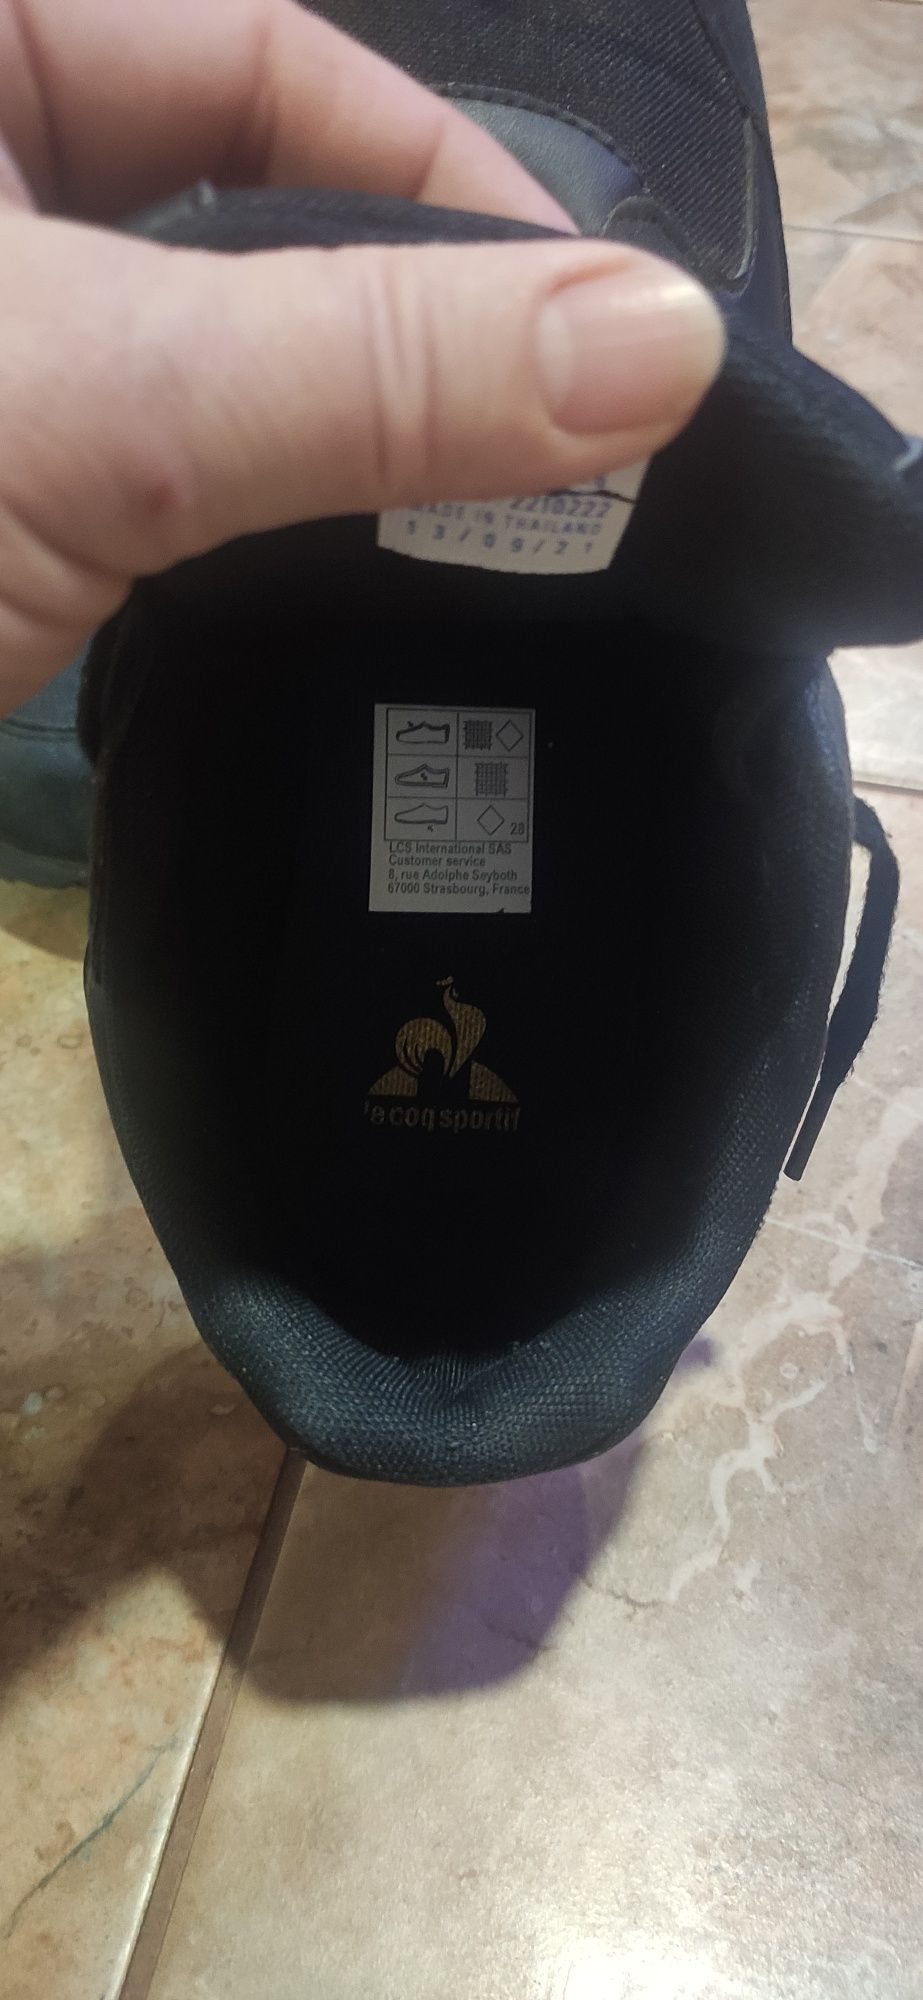 2210222
MADE IN THAILAND
13/09/21
28
LCS International SAS
Customer service
8, rue Adolphe Seyboth
67000 Strasbourg, France
le coq sportif